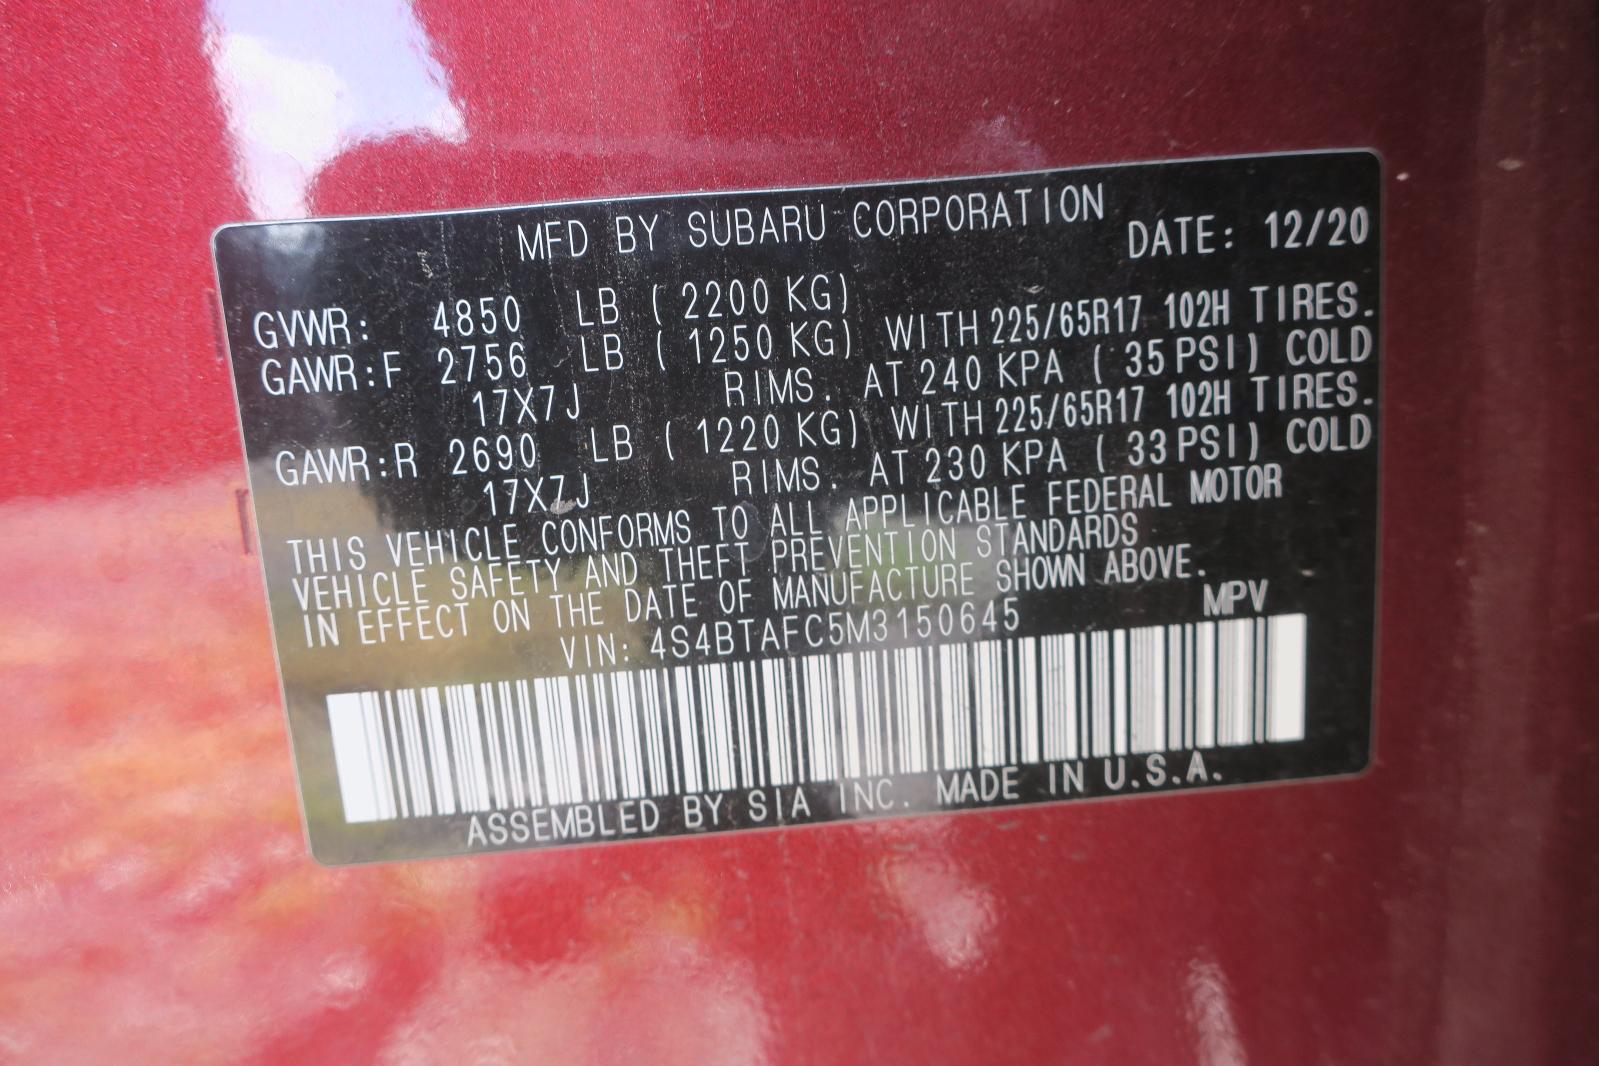 MFD BY SUBARU CORPORATION DATE: 12/20
GVWR: 4850 LB ( 2200 KG)
GAWR:F 2756 LB ( 1250 KG) WITH 225/65R17 102H TIRES.
17X7J RIMS. AT 240 KPA ( 35 PSI) COLD
GAWR:R 2690 LB ( 1220 KG) WITH 225/65R17 102H TIRES.
17X7J RIMS. AT 230 KPA ( 33 PSI) COLD
THIS VEHICLE CONFORMS TO ALL APPLICABLE FEDERAL MOTOR
VEHICLE SAFETY AND THEFT PREVENTION STANDARDS
IN EFFECT ON THE DATE OF MANUFACTURE SHOWN ABOVE.
VIN: 4S4BTAFC5M3150645 MPV
ASSEMBLED BY SIA INC. MADE IN U.S.A.